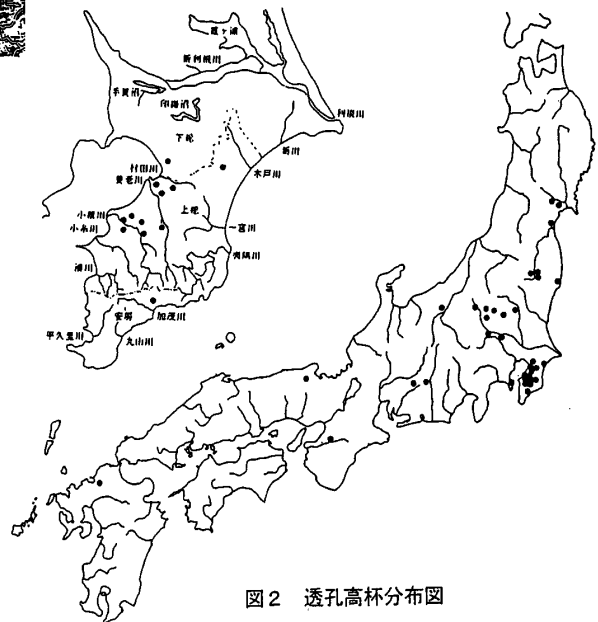 霞ヶ浦
新利根川
手賀沼
印旛沼
利根川
下総
新川
村田川
木戸川
養老川
上総
小櫃川
小糸川
一宮川
夷隅川
湊川
安房
加茂川
平久里川
丸山川
図2 透孔高杯分布図